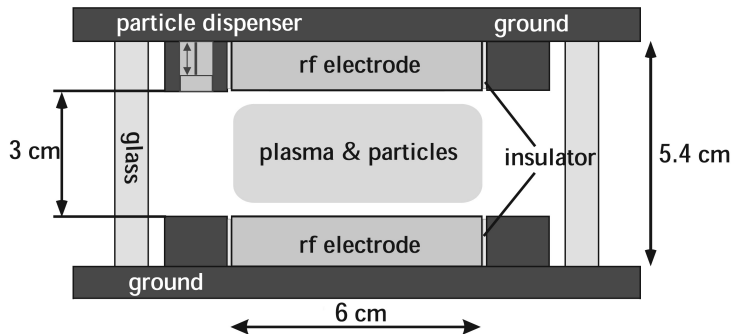 particle dispenser
ground
rf electrode
3 cm
glass
plasma & particles
insulator
5.4 cm
rf electrode
ground
6 cm